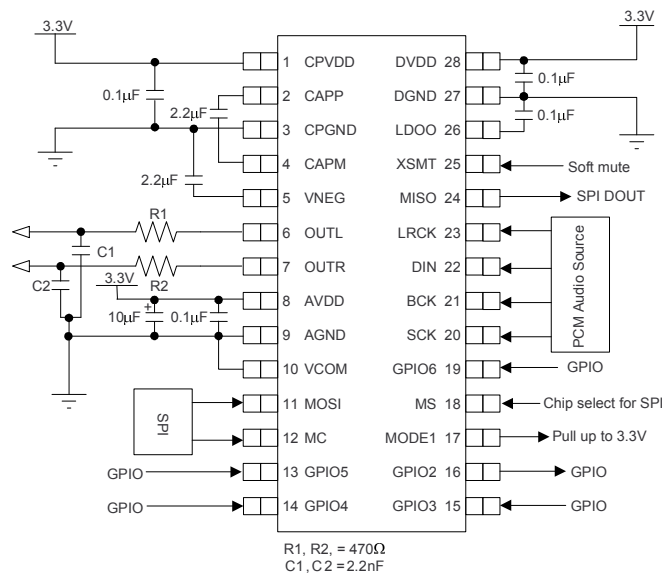 3.3V
3.3V
1 CPVDD DVDD 28
0.1μF
0.1μF
2 CAPP DGND 27
2.2μF
0.1μF
3 CPGND LDOO 26
4 CAPM XSMT 25
Soft mute
2.2μF
5 VNEG MISO 24
SPI DOUT
R1
6 OUTL LRCK 23
C1
7 OUTR DIN 22
C2
3.3V
R2
8 AVDD BCK 21
10μF
+
0.1μF
9 AGND SCK 20
PCM Audio Source
10 VCOM GPIO6 19
GPIO
11 MOSI MS 18
Chip select for SPI
SPI
12 MC MODE1 17
Pull up to 3.3V
GPIO
13 GPIO5 GPIO2 16
GPIO
GPIO
14 GPIO4 GPIO3 15
GPIO
R1, R2, = 470Ω
C1, C2 = 2.2nF